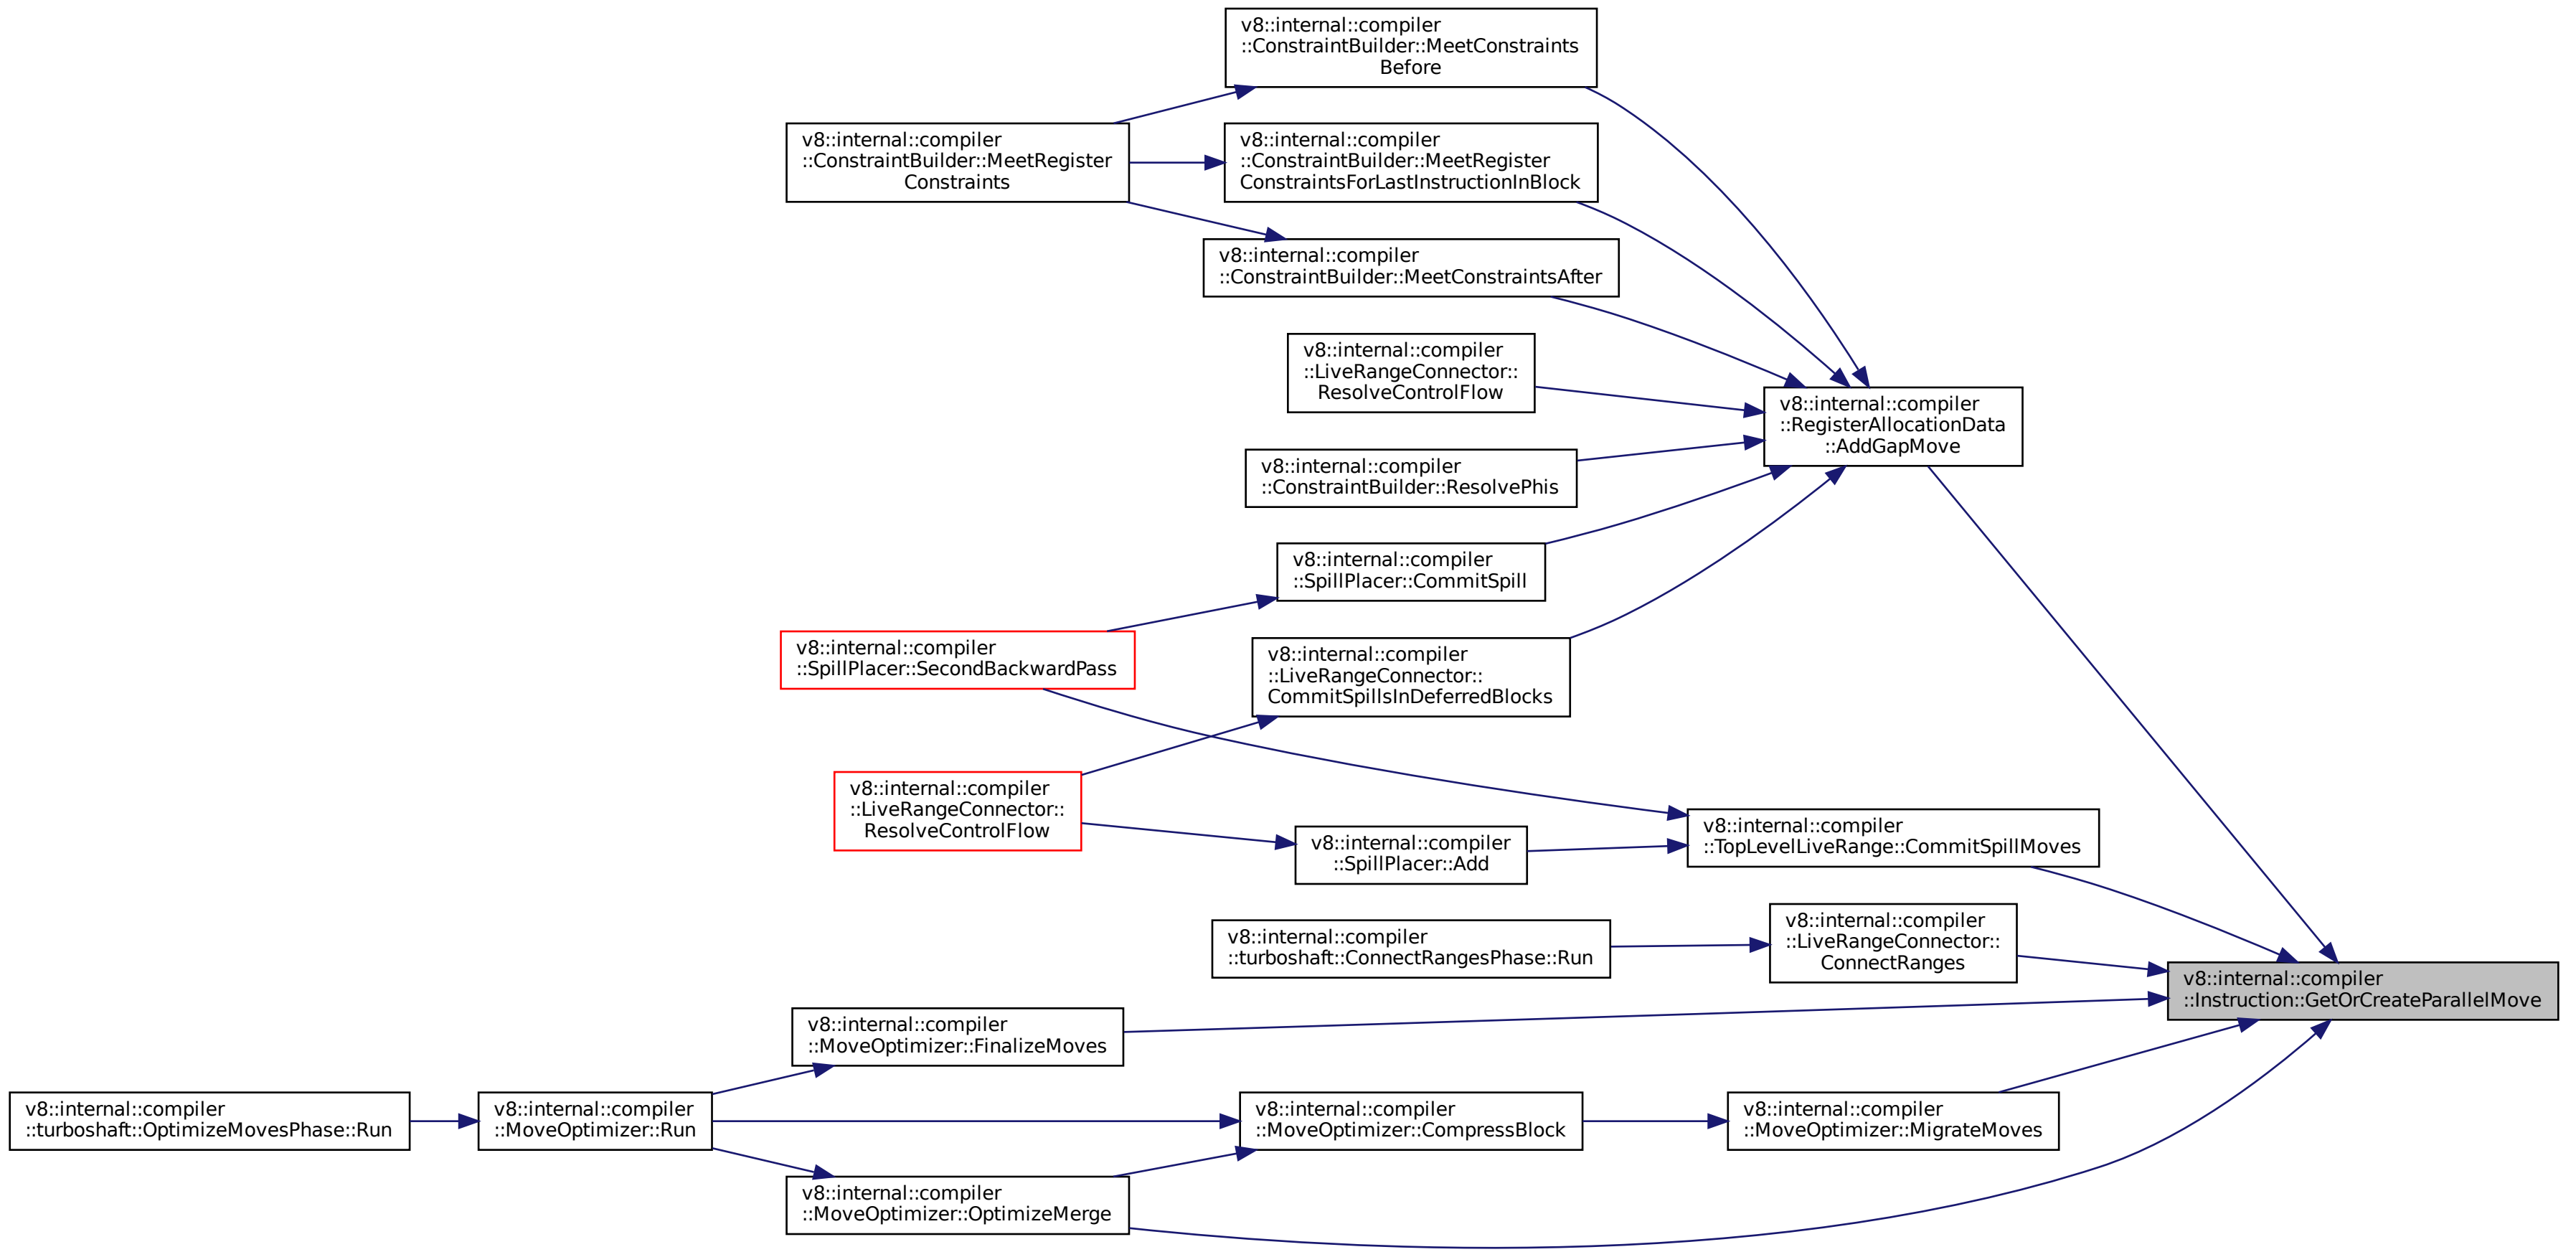 v8::internal::compiler
::ConstraintBuilder::MeetConstraints
Before
v8::internal::compiler
::ConstraintBuilder::MeetRegister
Constraints
v8::internal::compiler
::ConstraintBuilder::MeetRegister
ConstraintsForLastInstructionInBlock
v8::internal::compiler
::ConstraintBuilder::MeetConstraintsAfter
v8::internal::compiler
::LiveRangeConnector::
ResolveControlFlow
v8::internal::compiler
::RegisterAllocationData
::AddGapMove
v8::internal::compiler
::ConstraintBuilder::ResolvePhis
v8::internal::compiler
::SpillPlacer::CommitSpill
v8::internal::compiler
::SpillPlacer::SecondBackwardPass
v8::internal::compiler
::LiveRangeConnector::
CommitSpillsInDeferredBlocks
v8::internal::compiler
::LiveRangeConnector::
ResolveControlFlow
v8::internal::compiler
::SpillPlacer::Add
v8::internal::compiler
::TopLevelLiveRange::CommitSpillMoves
v8::internal::compiler
::turboshaft::ConnectRangesPhase::Run
v8::internal::compiler
::LiveRangeConnector::
ConnectRanges
v8::internal::compiler
::Instruction::GetOrCreateParallelMove
v8::internal::compiler
::MoveOptimizer::FinalizeMoves
v8::internal::compiler
::turboshaft::OptimizeMovesPhase::Run
v8::internal::compiler
::MoveOptimizer::Run
v8::internal::compiler
::MoveOptimizer::CompressBlock
v8::internal::compiler
::MoveOptimizer::MigrateMoves
v8::internal::compiler
::MoveOptimizer::OptimizeMerge